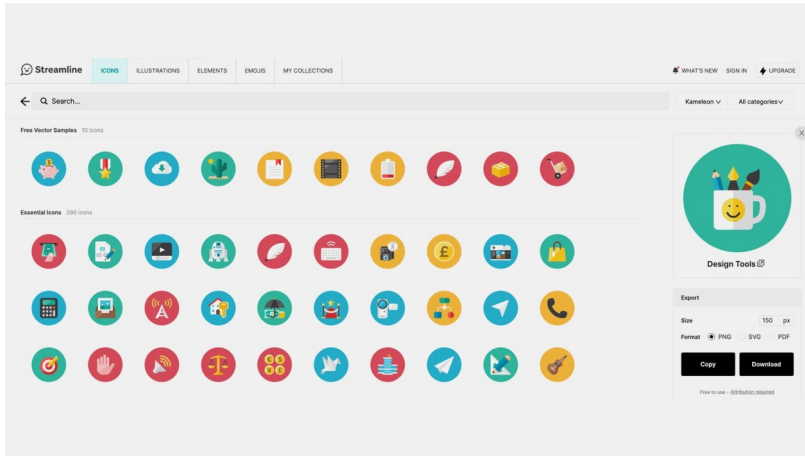 Streamline ICONS ILLUSTRATIONS ELEMENTS EMOJIS MY COLLECTIONS WHAT'S NEW SIGN IN UPGRADE
Search... Kameleon All categories
Free Vector Samples 10 icons
Essential Icons 290 icons
Design Tools
Export
Size 150 px
Format PNG SVG PDF
Copy Download
Free to use - Attribution required